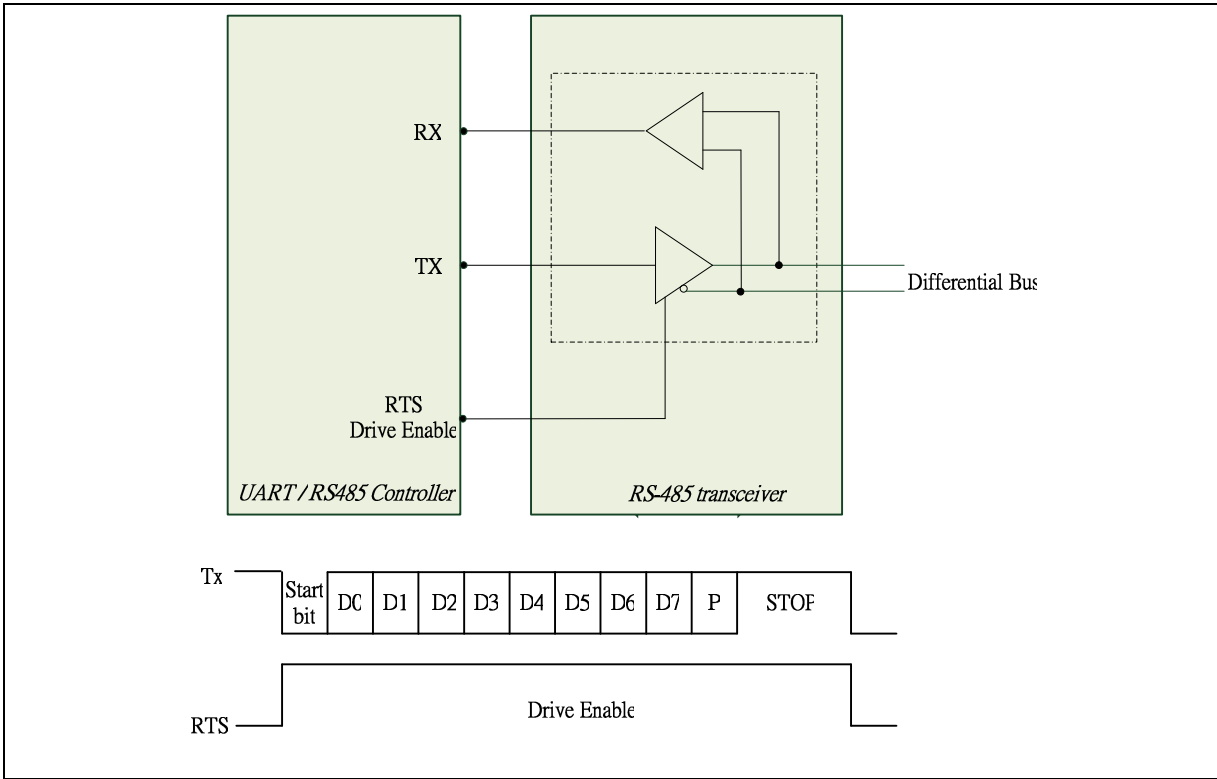 RX
TX
Differential Bus
RTS
Drive Enable
UART / RS485 Controller
RS-485 transceiver
Tx
Start
bit
D0 D1 D2 D3 D4 D5 D6 D7 P STOP
Drive Enable
RTS